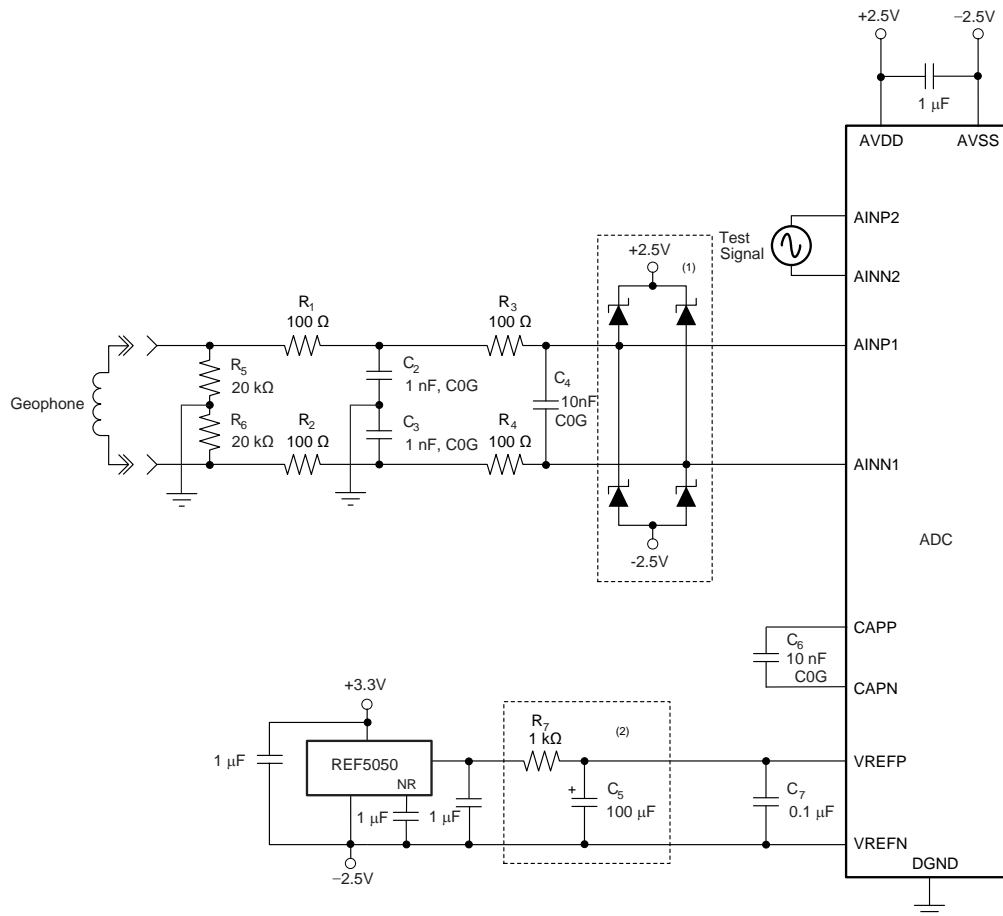 +2.5V
−2.5V
1 μF
AVDD
AVSS
AINP2
Test
Signal
AINN2
+2.5V
(1)
R1
100 Ω
R3
100 Ω
AINP1
R5
20 kΩ
C2
1 nF, C0G
C4
10nF
C0G
Geophone
R6
20 kΩ
R2
100 Ω
C3
1 nF, C0G
R4
100 Ω
AINN1
-2.5V
ADC
CAPP
C6
10 nF
C0G
CAPN
+3.3V
R7
1 kΩ
(2)
1 μF
REF5050
NR
VREFP
1 μF
1 μF
+
C5
100 μF
C7
0.1 μF
VREFN
−2.5V
DGND